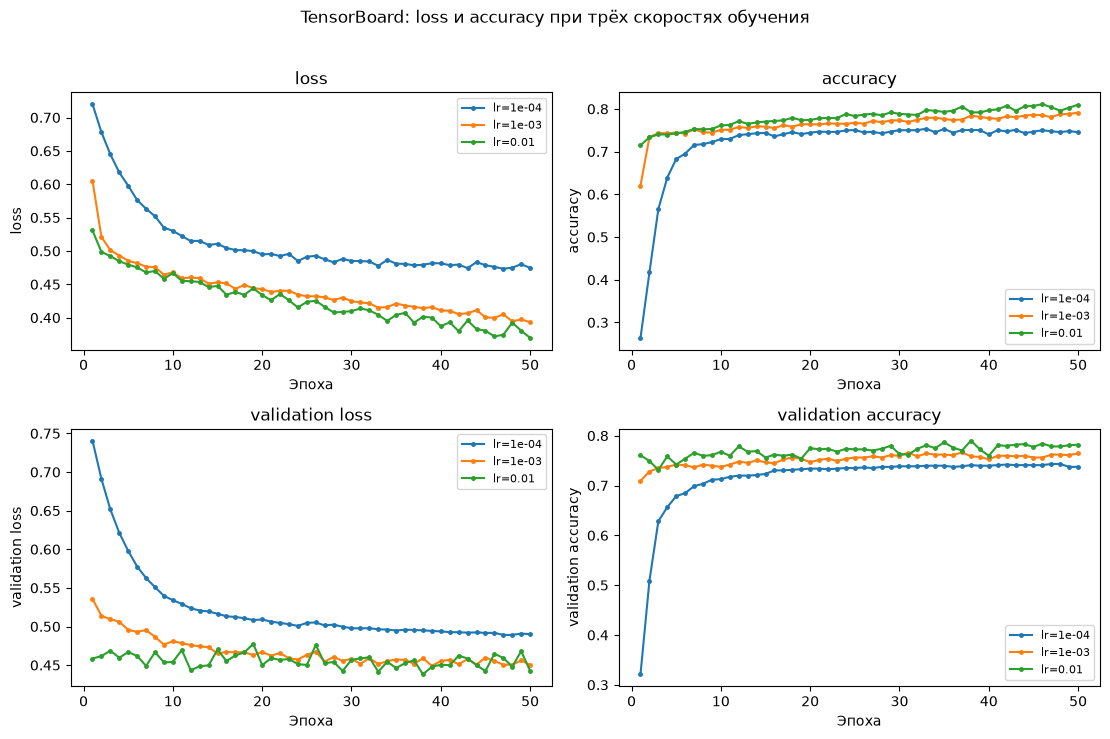 TensorBoard: loss и accuracy при трёх скоростях обучения
loss
loss
0.70
0.65
0.60
0.55
0.50
0.45
0.40
0 10 20 30 40 50
Эпоха
lr=1e-04
lr=1e-03
lr=0.01
accuracy
accuracy
0.8
0.7
0.6
0.5
0.4
0.3
0 10 20 30 40 50
Эпоха
lr=1e-04
lr=1e-03
lr=0.01
validation loss
validation loss
0.75
0.70
0.65
0.60
0.55
0.50
0.45
0 10 20 30 40 50
Эпоха
lr=1e-04
lr=1e-03
lr=0.01
validation accuracy
validation accuracy
0.8
0.7
0.6
0.5
0.4
0.3
0 10 20 30 40 50
Эпоха
lr=1e-04
lr=1e-03
lr=0.01